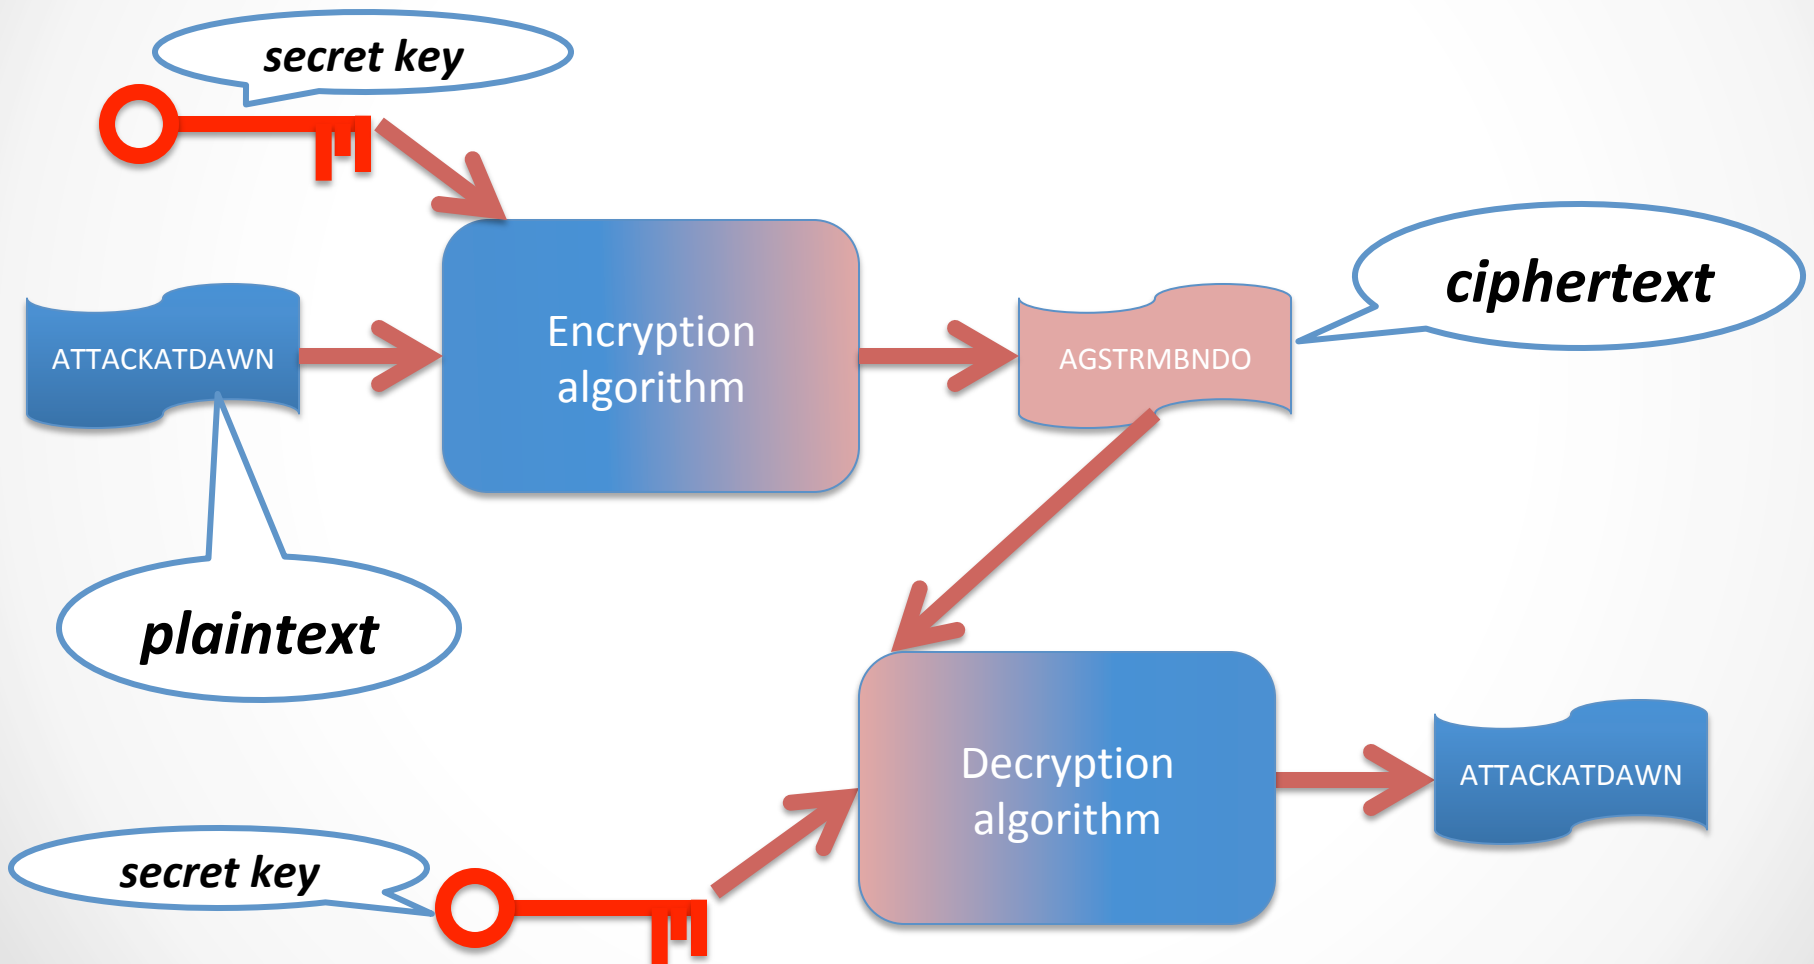 secret key
ATTACKATDAWN
Encryption
algorithm
AGSTRMBNDO
ciphertext
plaintext
Decryption
algorithm
ATTACKATDAWN
secret key